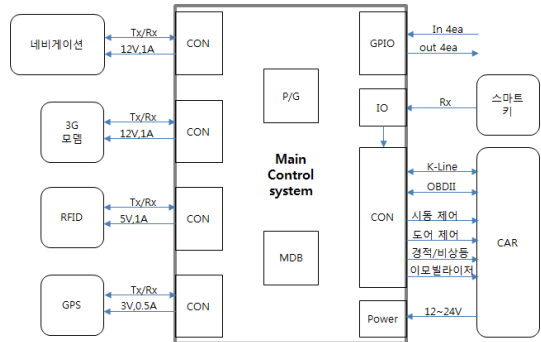 네비게이션
Tx/Rx
12V,1A
CON
GPIO
In 4ea
out 4ea
3G
모뎀
Tx/Rx
12V,1A
CON
P/G
IO
Rx
스마트
키
Main
Control
system
RFID
Tx/Rx
5V,1A
CON
CON
K-Line
OBDII
시동 제어
도어 제어
경적/비상등
이모빌라이저
CAR
MDB
GPS
Tx/Rx
3V,0.5A
CON
Power
12~24V